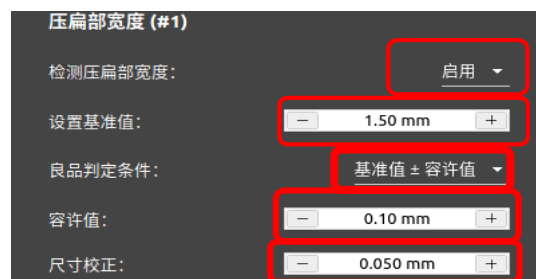 压扁部宽度 (#1)
检测压扁部宽度: 启用
设置基准值: − 1.50 mm +
良品判定条件: 基准值 ± 容许值
容许值: − 0.10 mm +
尺寸校正: − 0.050 mm +